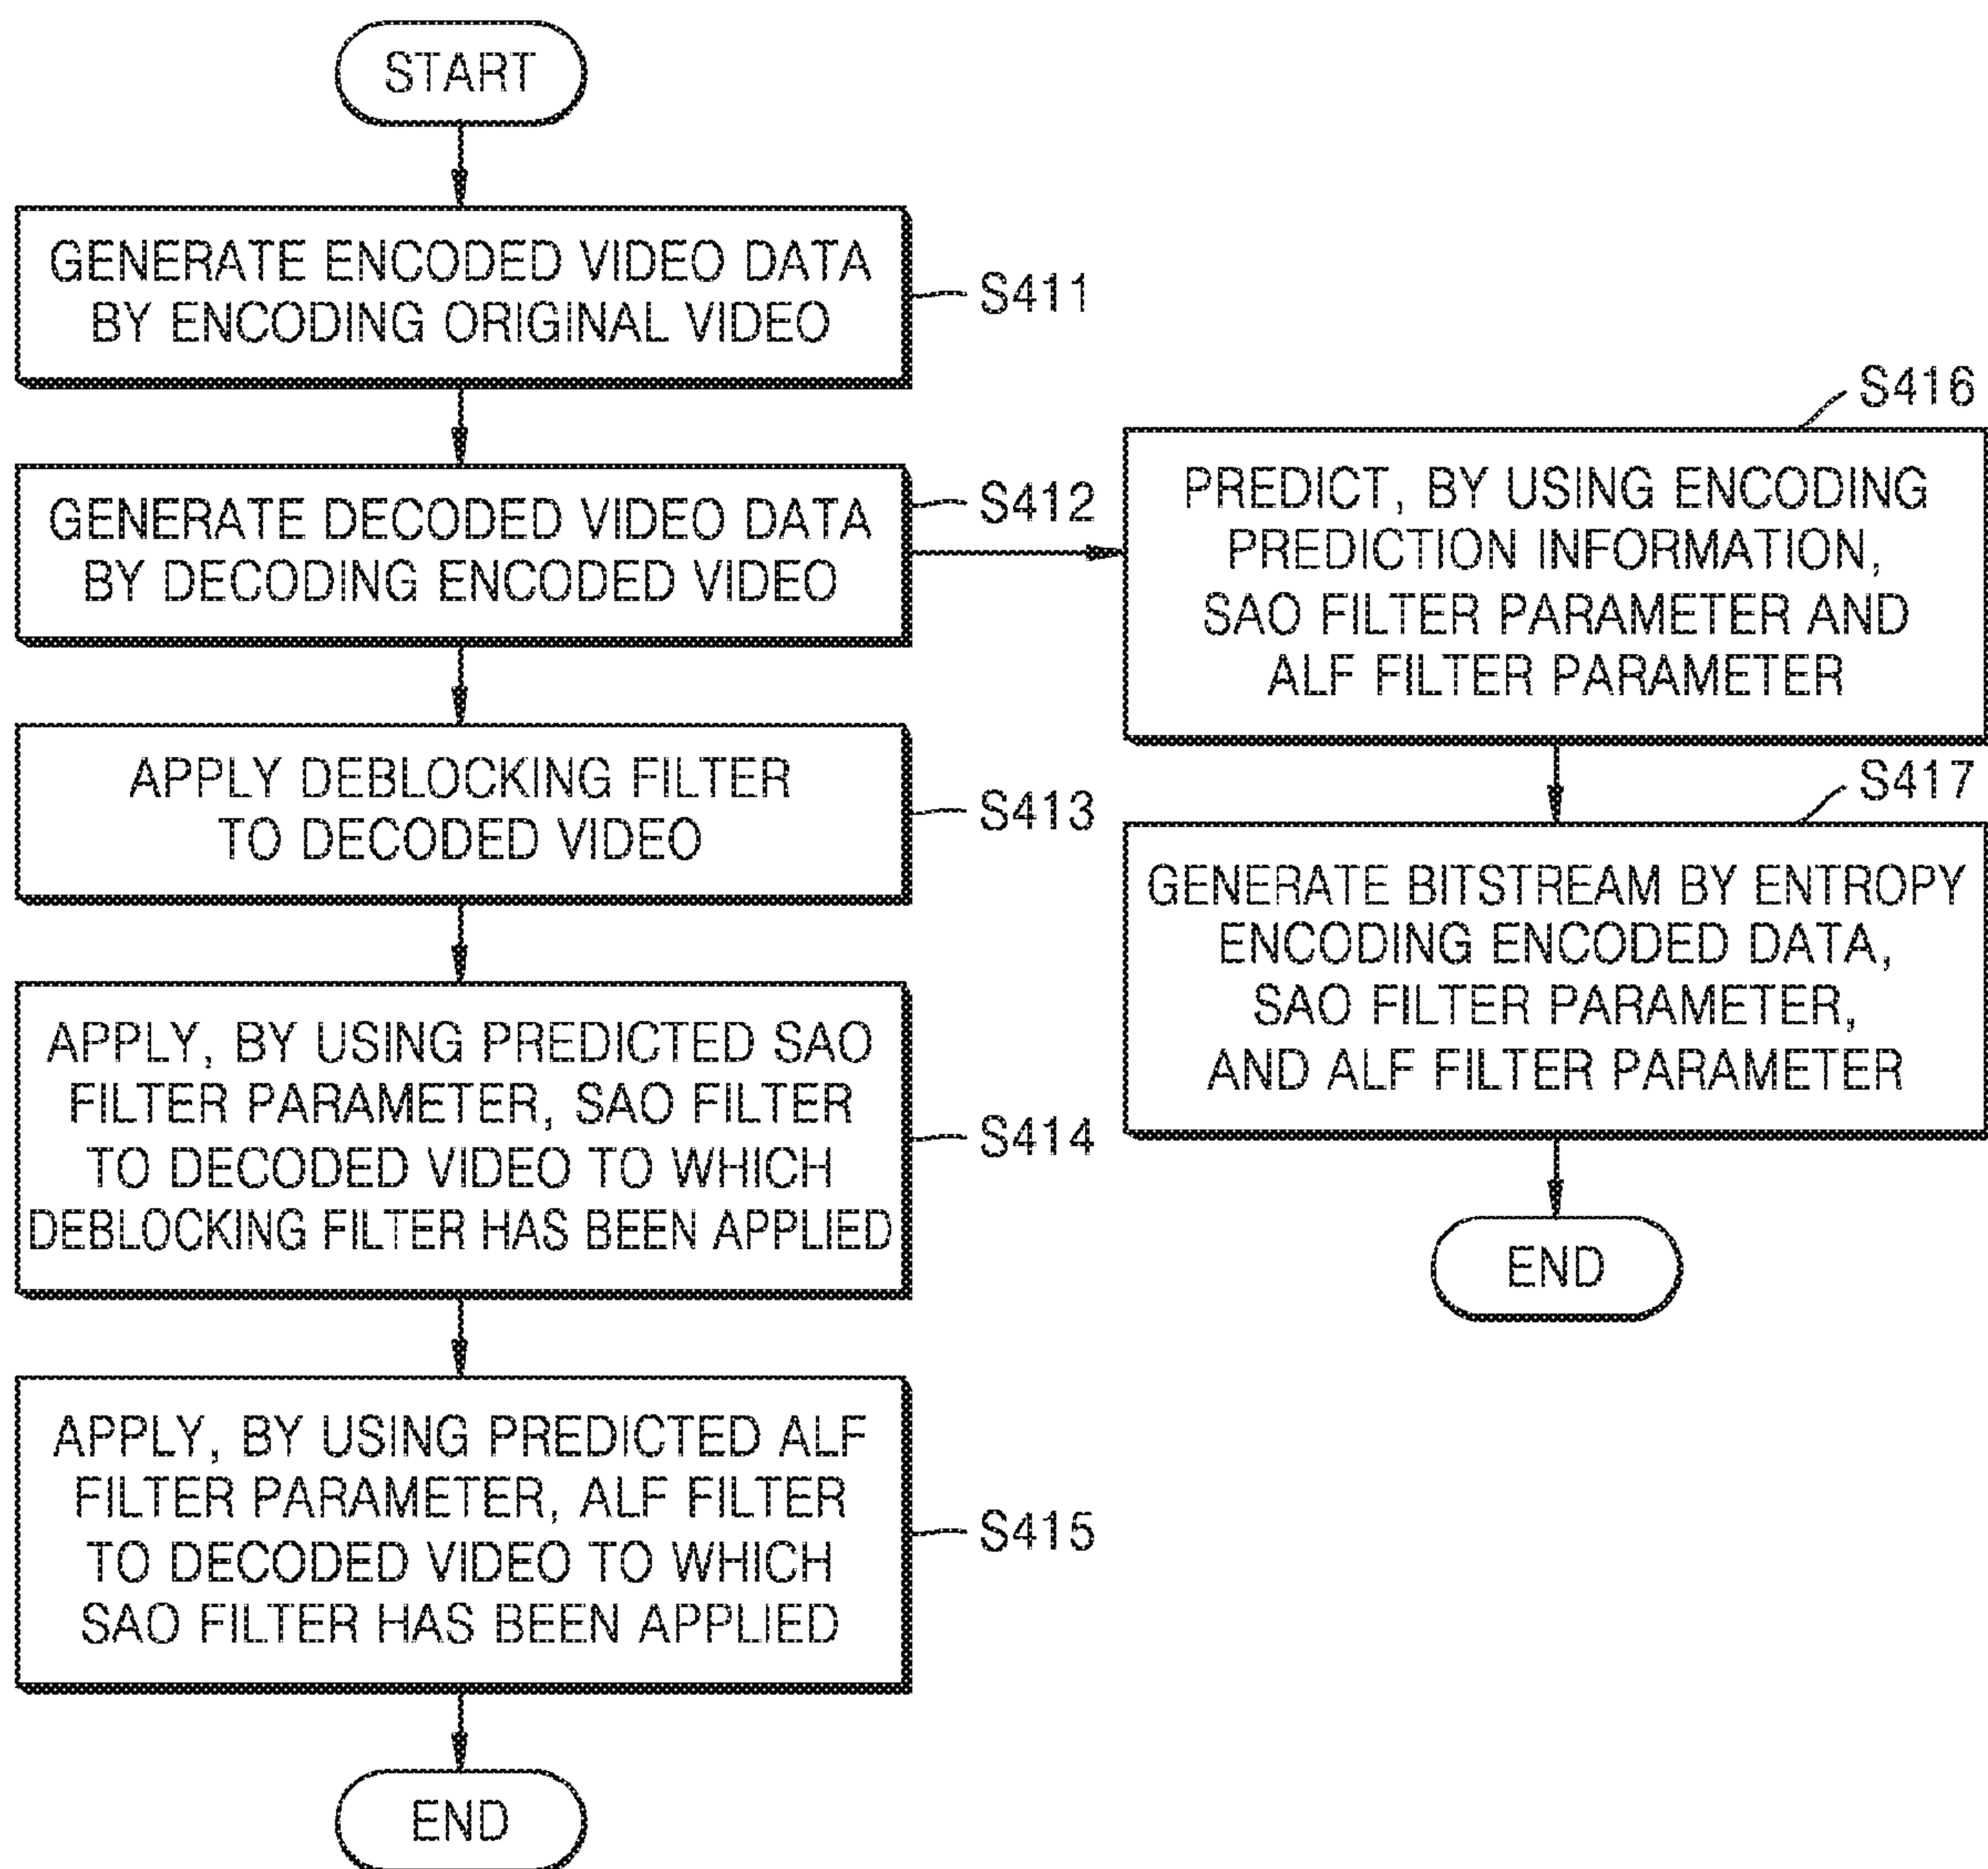 START
GENERATE ENCODED VIDEO DATA
BY ENCODING ORIGINAL VIDEO
S411
GENERATE DECODED VIDEO DATA
BY DECODING ENCODED VIDEO
S412
APPLY DEBLOCKING FILTER
TO DECODED VIDEO
S413
APPLY, BY USING PREDICTED SAO
FILTER PARAMETER, SAO FILTER
TO DECODED VIDEO TO WHICH
DEBLOCKING FILTER HAS BEEN APPLIED
S414
APPLY, BY USING PREDICTED ALF
FILTER PARAMETER, ALF FILTER
TO DECODED VIDEO TO WHICH
SAO FILTER HAS BEEN APPLIED
S415
END
S416
PREDICT, BY USING ENCODING
PREDICTION INFORMATION,
SAO FILTER PARAMETER AND
ALF FILTER PARAMETER
S417
GENERATE BITSTREAM BY ENTROPY
ENCODING ENCODED DATA,
SAO FILTER PARAMETER,
AND ALF FILTER PARAMETER
END